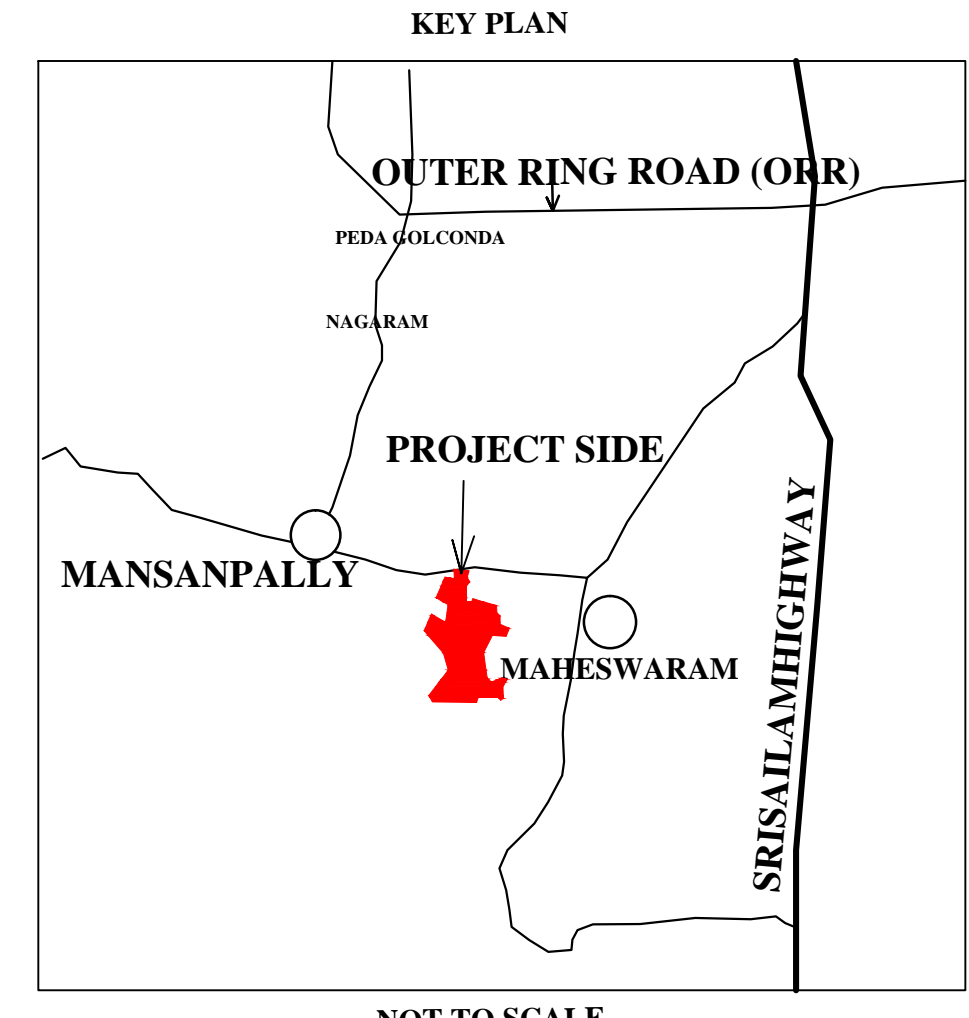 KEY PLAN
OUTER RING ROAD (ORR)
PEDA GOLCONDA
NAGARAM
PROJECT SIDE
MANSANPALLY
MAHESWARAM
SRISAILAMHIGHWAY
NOT TO SCALE